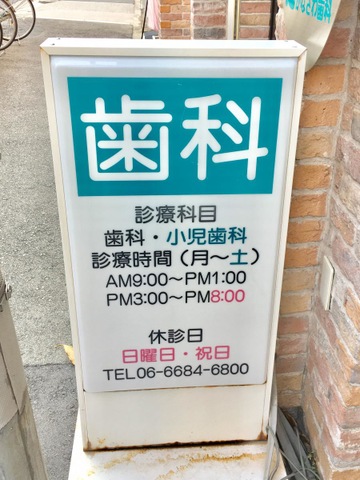 歯科
診療科目
歯科・小児歯科
診療時間（月〜土）
AM9:00〜PM1:00
PM3:00〜PM8:00
休診日
日曜日・祝日
TEL06-6684-6800